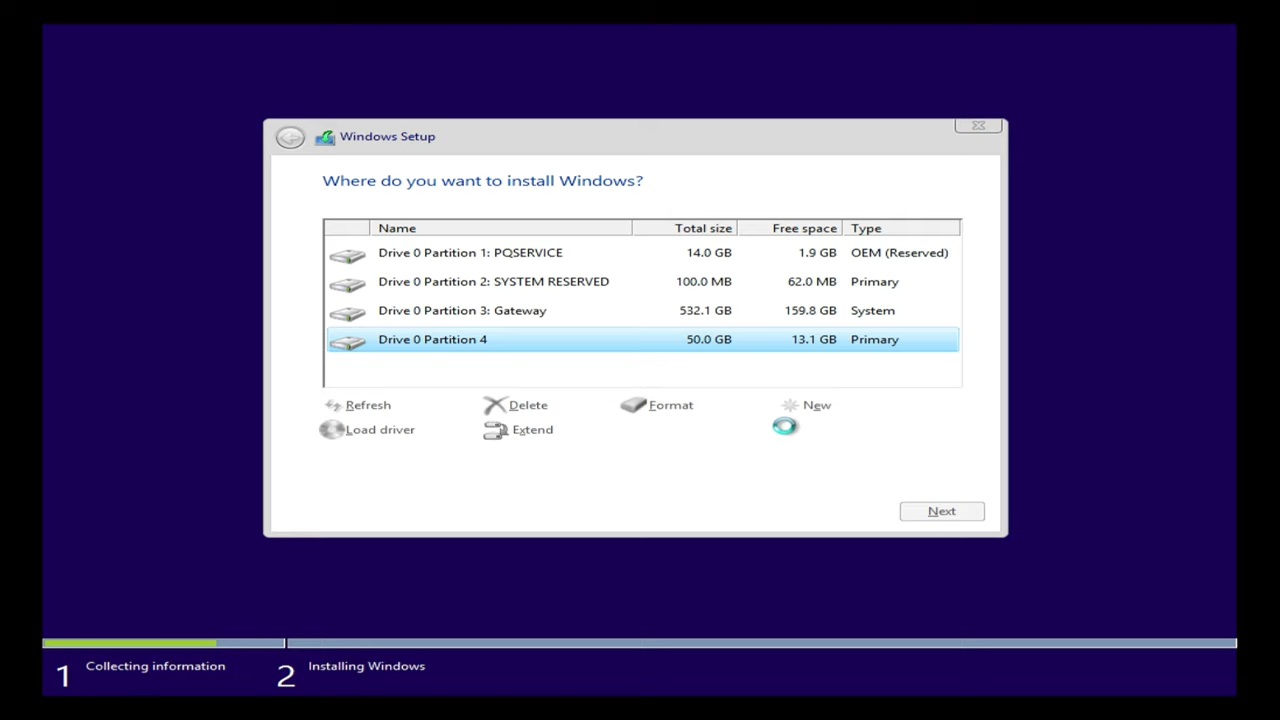 Windows Setup
Where do you want to install Windows?
Name Total size Free space Type
Drive 0 Partition 1: PQSERVICE 14.0 GB 1.9 GB OEM (Reserved)
Drive 0 Partition 2: SYSTEM RESERVED 100.0 MB 62.0 MB Primary
Drive 0 Partition 3: Gateway 532.1 GB 159.8 GB System
Drive 0 Partition 4 50.0 GB 13.1 GB Primary
Refresh Delete Format New
Load driver Extend
Next
1 Collecting information 2 Installing Windows